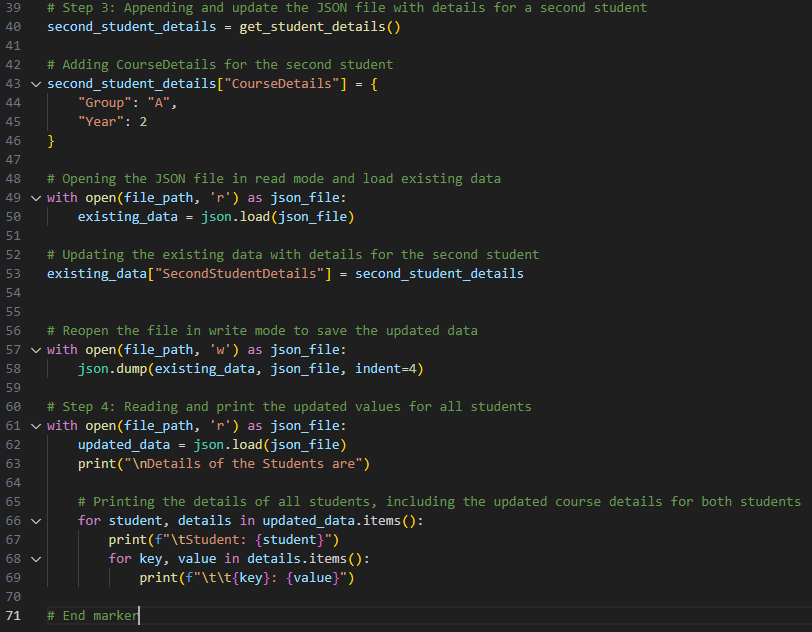 39 # Step 3: Appending and update the JSON file with details for a second student
40 second_student_details = get_student_details()
41
42 # Adding CourseDetails for the second student
43 second_student_details["CourseDetails"] = {
44     "Group": "A",
45     "Year": 2
46 }
47
48 # Opening the JSON file in read mode and load existing data
49 with open(file_path, 'r') as json_file:
50     existing_data = json.load(json_file)
51
52 # Updating the existing data with details for the second student
53 existing_data["SecondStudentDetails"] = second_student_details
54
55
56 # Reopen the file in write mode to save the updated data
57 with open(file_path, 'w') as json_file:
58     json.dump(existing_data, json_file, indent=4)
59
60 # Step 4: Reading and print the updated values for all students
61 with open(file_path, 'r') as json_file:
62     updated_data = json.load(json_file)
63     print("\nDetails of the Students are")
64
65     # Printing the details of all students, including the updated course details for both students
66     for student, details in updated_data.items():
67         print(f"\tStudent: {student}")
68         for key, value in details.items():
69             print(f"\t\t{key}: {value}")
70
71 # End marker